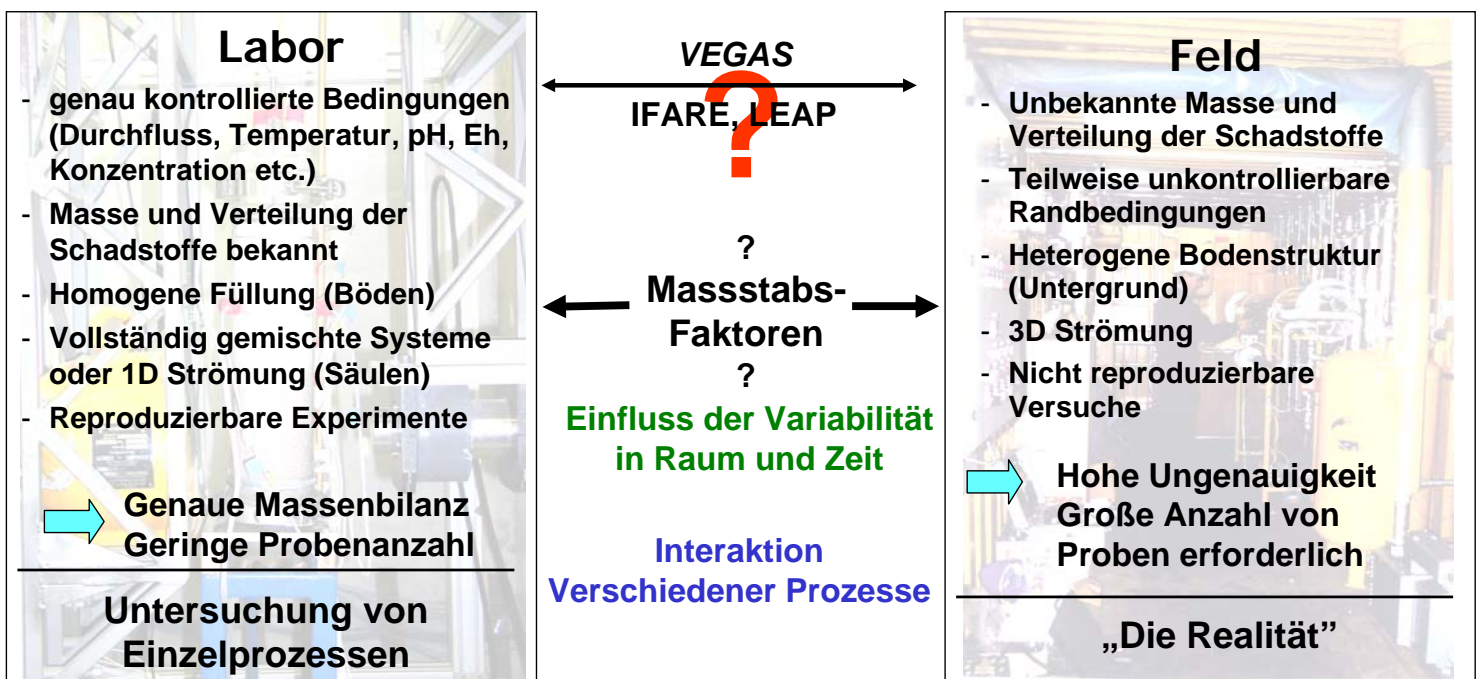 Labor
- genau kontrollierte Bedingungen
(Durchfluss, Temperatur, pH, Eh,
Konzentration etc.)
- Masse und Verteilung der
Schadstoffe bekannt
- Homogene Füllung (Böden)
- Vollständig gemischte Systeme
oder 1D Strömung (Säulen)
- Reproduzierbare Experimente
Genaue Massenbilanz
Geringe Probenanzahl
Untersuchung von
Einzelprozessen
VEGAS
?
IFARE, LEAP
?
Massstabs-
Faktoren
?
Einfluss der Variabilität
in Raum und Zeit
Interaktion
Verschiedener Prozesse
Feld
- Unbekannte Masse und
Verteilung der Schadstoffe
- Teilweise unkontrollierbare
Randbedingungen
- Heterogene Bodenstruktur
(Untergrund)
- 3D Strömung
- Nicht reproduzierbare
Versuche
Hohe Ungenauigkeit
Große Anzahl von
Proben erforderlich
„Die Realität”